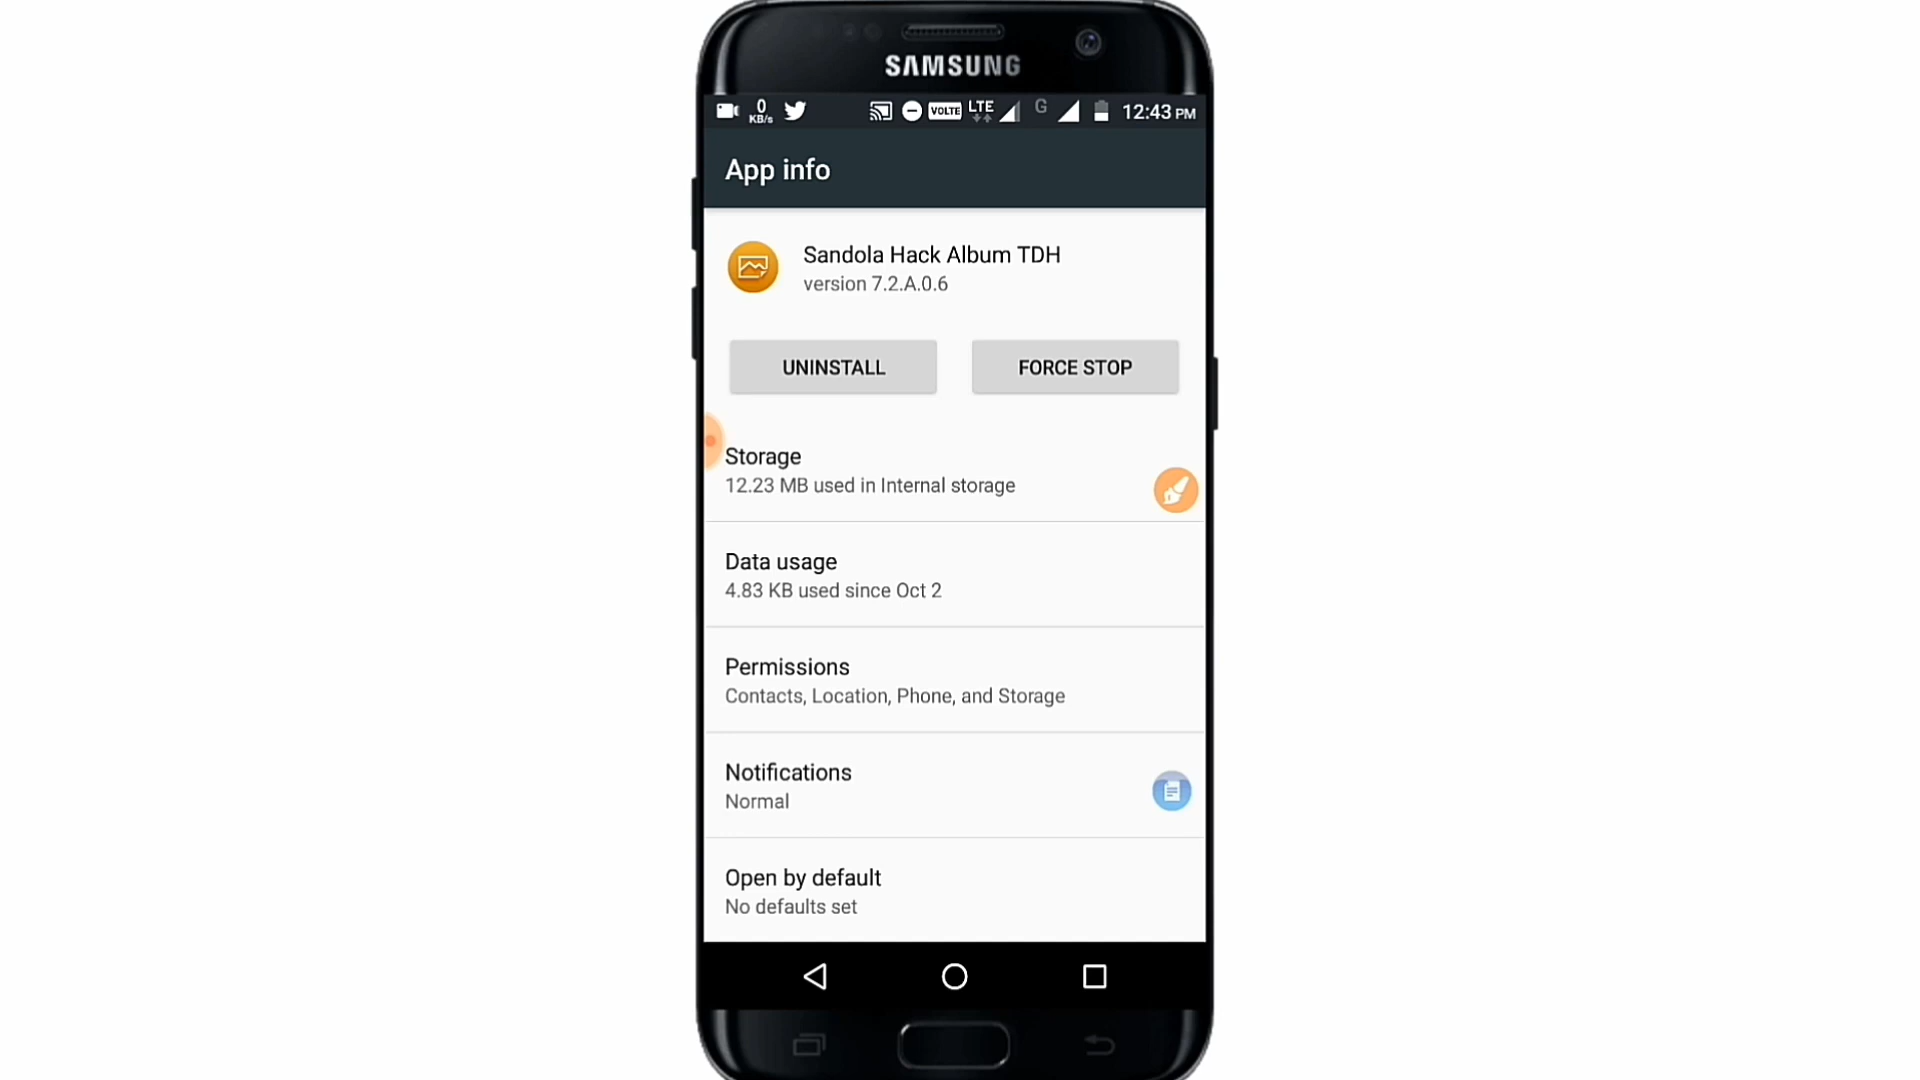 SAMSUNG
0
KB/s
VOLTE
LTE
G
12:43 PM
App info
Sandola Hack Album TDH
version 7.2.A.0.6
UNINSTALL
FORCE STOP
Storage
12.23 MB used in Internal storage
Data usage
4.83 KB used since Oct 2
Permissions
Contacts, Location, Phone, and Storage
Notifications
Normal
Open by default
No defaults set